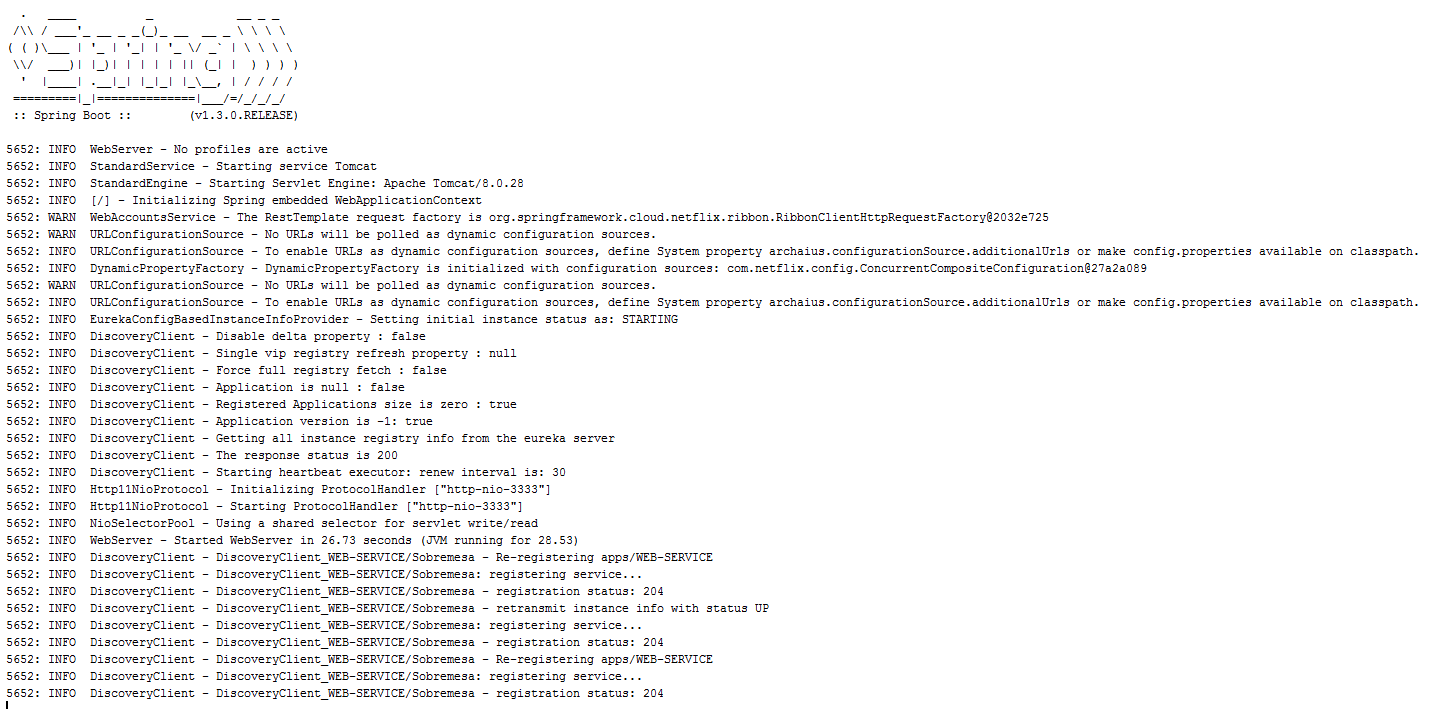 .   ____          _            __ _ _
 /\\ / ___'_ __ _ _(_)_ __  __ _ \ \ \ \
( ( )\___ | '_ | '_| | '_ \/ _` | \ \ \ \
 \\/  ___)| |_)| | | | | || (_| |  ) ) ) )
  '  |____| .__|_| |_|_| |_\__, | / / / /
 =========|_|==============|___/=/_/_/_/
 :: Spring Boot ::        (v1.3.0.RELEASE)

5652: INFO  WebServer - No profiles are active
5652: INFO  StandardService - Starting service Tomcat
5652: INFO  StandardEngine - Starting Servlet Engine: Apache Tomcat/8.0.28
5652: INFO  [/] - Initializing Spring embedded WebApplicationContext
5652: WARN  WebAccountsService - The RestTemplate request factory is org.springframework.cloud.netflix.ribbon.RibbonClientHttpRequestFactory@2032e725
5652: WARN  URLConfigurationSource - No URLs will be polled as dynamic configuration sources.
5652: INFO  URLConfigurationSource - To enable URLs as dynamic configuration sources, define System property archaius.configurationSource.additionalUrls or make config.properties available on classpath.
5652: INFO  DynamicPropertyFactory - DynamicPropertyFactory is initialized with configuration sources: com.netflix.config.ConcurrentCompositeConfiguration@27a2a089
5652: WARN  URLConfigurationSource - No URLs will be polled as dynamic configuration sources.
5652: INFO  URLConfigurationSource - To enable URLs as dynamic configuration sources, define System property archaius.configurationSource.additionalUrls or make config.properties available on classpath.
5652: INFO  EurekaConfigBasedInstanceInfoProvider - Setting initial instance status as: STARTING
5652: INFO  DiscoveryClient - Disable delta property : false
5652: INFO  DiscoveryClient - Single vip registry refresh property : null
5652: INFO  DiscoveryClient - Force full registry fetch : false
5652: INFO  DiscoveryClient - Application is null : false
5652: INFO  DiscoveryClient - Registered Applications size is zero : true
5652: INFO  DiscoveryClient - Application version is -1: true
5652: INFO  DiscoveryClient - Getting all instance registry info from the eureka server
5652: INFO  DiscoveryClient - The response status is 200
5652: INFO  DiscoveryClient - Starting heartbeat executor: renew interval is: 30
5652: INFO  Http11NioProtocol - Initializing ProtocolHandler ["http-nio-3333"]
5652: INFO  Http11NioProtocol - Starting ProtocolHandler ["http-nio-3333"]
5652: INFO  NioSelectorPool - Using a shared selector for servlet write/read
5652: INFO  WebServer - Started WebServer in 26.73 seconds (JVM running for 28.53)
5652: INFO  DiscoveryClient - DiscoveryClient_WEB-SERVICE/Sobremesa - Re-registering apps/WEB-SERVICE
5652: INFO  DiscoveryClient - DiscoveryClient_WEB-SERVICE/Sobremesa: registering service...
5652: INFO  DiscoveryClient - DiscoveryClient_WEB-SERVICE/Sobremesa - registration status: 204
5652: INFO  DiscoveryClient - DiscoveryClient_WEB-SERVICE/Sobremesa - retransmit instance info with status UP
5652: INFO  DiscoveryClient - DiscoveryClient_WEB-SERVICE/Sobremesa: registering service...
5652: INFO  DiscoveryClient - DiscoveryClient_WEB-SERVICE/Sobremesa - registration status: 204
5652: INFO  DiscoveryClient - DiscoveryClient_WEB-SERVICE/Sobremesa - Re-registering apps/WEB-SERVICE
5652: INFO  DiscoveryClient - DiscoveryClient_WEB-SERVICE/Sobremesa: registering service...
5652: INFO  DiscoveryClient - DiscoveryClient_WEB-SERVICE/Sobremesa - registration status: 204